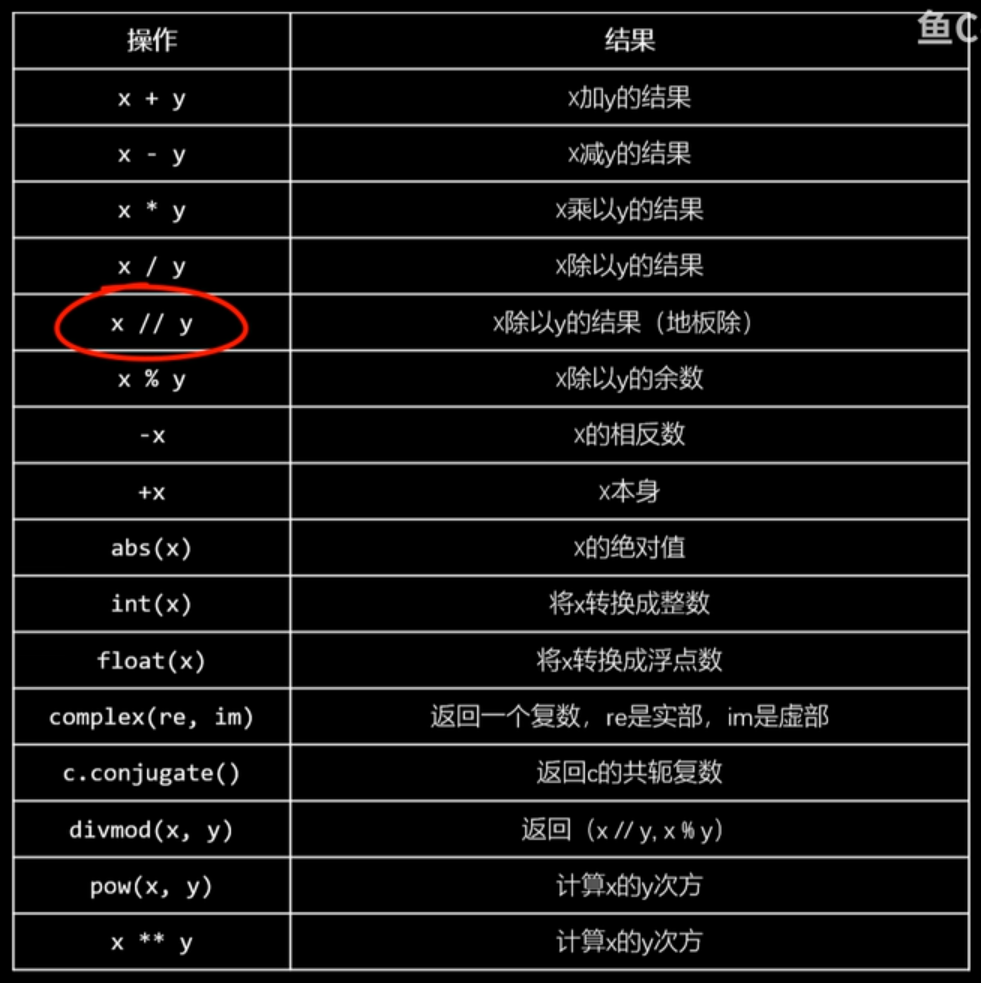 鱼C
操作 结果
x + y x加y的结果
x - y x减y的结果
x * y x乘以y的结果
x / y x除以y的结果
x // y x除以y的结果（地板除）
x % y x除以y的余数
-x x的相反数
+x x本身
abs(x) x的绝对值
int(x) 将x转换成整数
float(x) 将x转换成浮点数
complex(re, im) 返回一个复数，re是实部，im是虚部
c.conjugate() 返回c的共轭复数
divmod(x, y) 返回（x // y, x % y）
pow(x, y) 计算x的y次方
x ** y 计算x的y次方